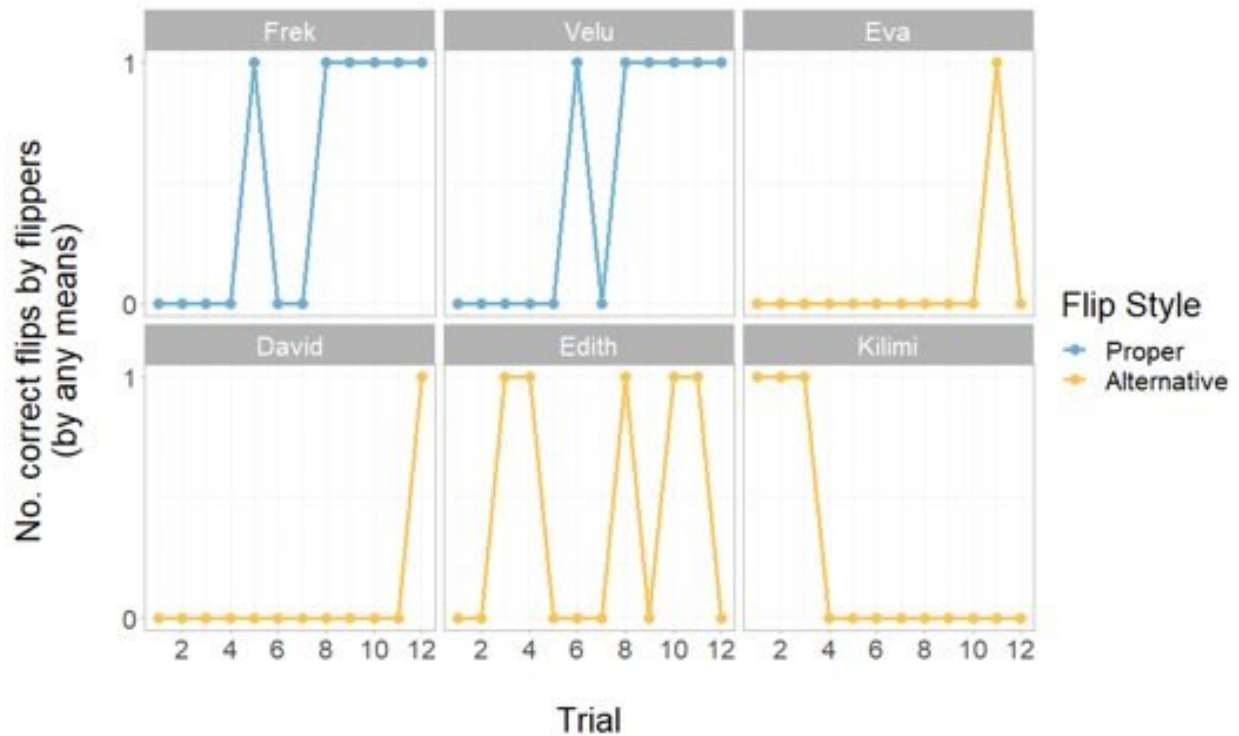 Frek
Velu
Eva
1
0
David
Edith
Kilimi
1
0
2 4 6 8 10 12
2 4 6 8 10 12
2 4 6 8 10 12
Trial
No. correct flips by flippers
(by any means)
Flip Style
Proper
Alternative